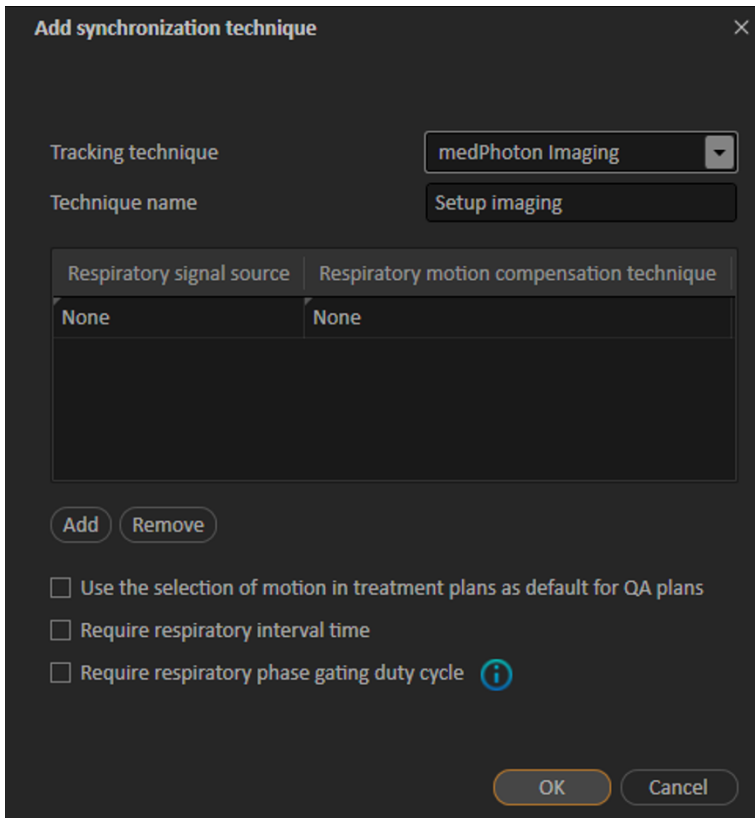 Add synchronization technique
Tracking technique medPhoton Imaging
Technique name Setup imaging
Respiratory signal source Respiratory motion compensation technique
None None
Add Remove
Use the selection of motion in treatment plans as default for QA plans
Require respiratory interval time
Require respiratory phase gating duty cycle
OK Cancel